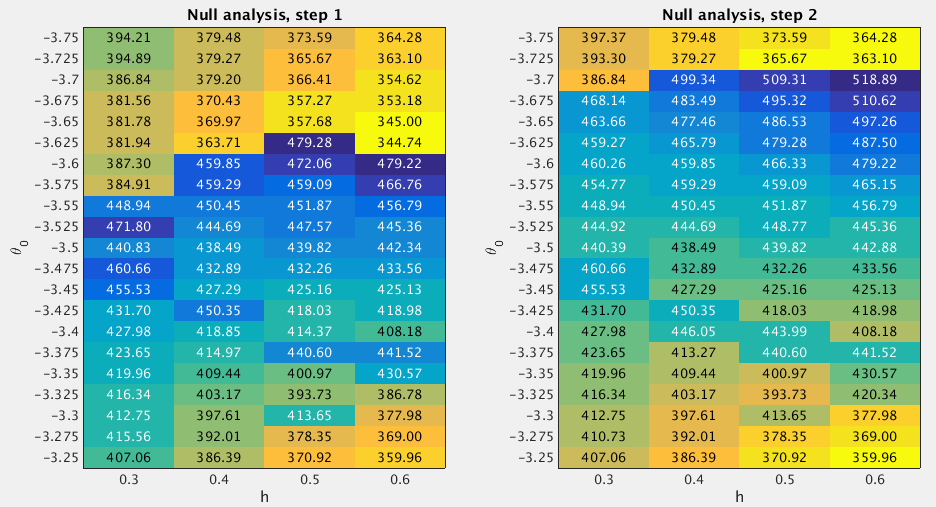 Null analysis, step 1
−3.75 394.21 379.48 373.59 364.28
−3.725 394.89 379.27 365.67 363.10
−3.7 386.84 379.20 366.41 354.62
−3.675 381.56 370.43 357.27 353.18
−3.65 381.78 369.97 357.68 345.00
−3.625 381.94 363.71 479.28 344.74
−3.6 387.30 459.85 472.06 479.22
−3.575 384.91 459.29 459.09 466.76
−3.55 448.94 450.45 451.87 456.79
−3.525 471.80 444.69 447.57 445.36
−3.5 440.83 438.49 439.82 442.34
−3.475 460.66 432.89 432.26 433.56
−3.45 455.53 427.29 425.16 425.13
−3.425 431.70 450.35 418.03 418.98
−3.4 427.98 418.85 414.37 408.18
−3.375 423.65 414.97 440.60 441.52
−3.35 419.96 409.44 400.97 430.57
−3.325 416.34 403.17 393.73 386.78
−3.3 412.75 397.61 413.65 377.98
−3.275 415.56 392.01 378.35 369.00
−3.25 407.06 386.39 370.92 359.96
0.3 0.4 0.5 0.6
h
θ0
Null analysis, step 2
−3.75 397.37 379.48 373.59 364.28
−3.725 393.30 379.27 365.67 363.10
−3.7 386.84 499.34 509.31 518.89
−3.675 468.14 483.49 495.32 510.62
−3.65 463.66 477.46 486.53 497.26
−3.625 459.27 465.79 479.28 487.50
−3.6 460.26 459.85 466.33 479.22
−3.575 454.77 459.29 459.09 465.15
−3.55 448.94 450.45 451.87 456.79
−3.525 444.92 444.69 448.77 445.36
−3.5 440.39 438.49 439.82 442.88
−3.475 460.66 432.89 432.26 433.56
−3.45 455.53 427.29 425.16 425.13
−3.425 431.70 450.35 418.03 418.98
−3.4 427.98 446.05 443.99 408.18
−3.375 423.65 413.27 440.60 441.52
−3.35 419.96 409.44 400.97 430.57
−3.325 416.34 403.17 393.73 420.34
−3.3 412.75 397.61 413.65 377.98
−3.275 410.73 392.01 378.35 369.00
−3.25 407.06 386.39 370.92 359.96
0.3 0.4 0.5 0.6
h
θ0